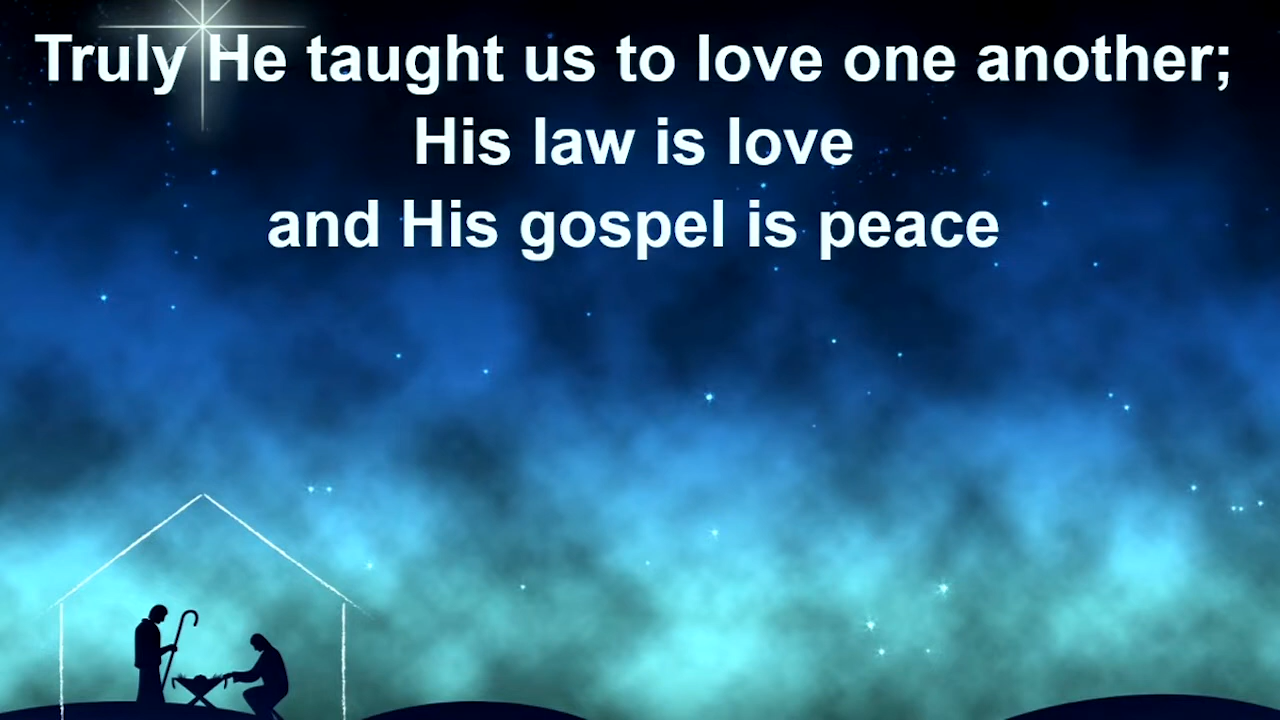 Truly He taught us to love one another;
His law is love
and His gospel is peace